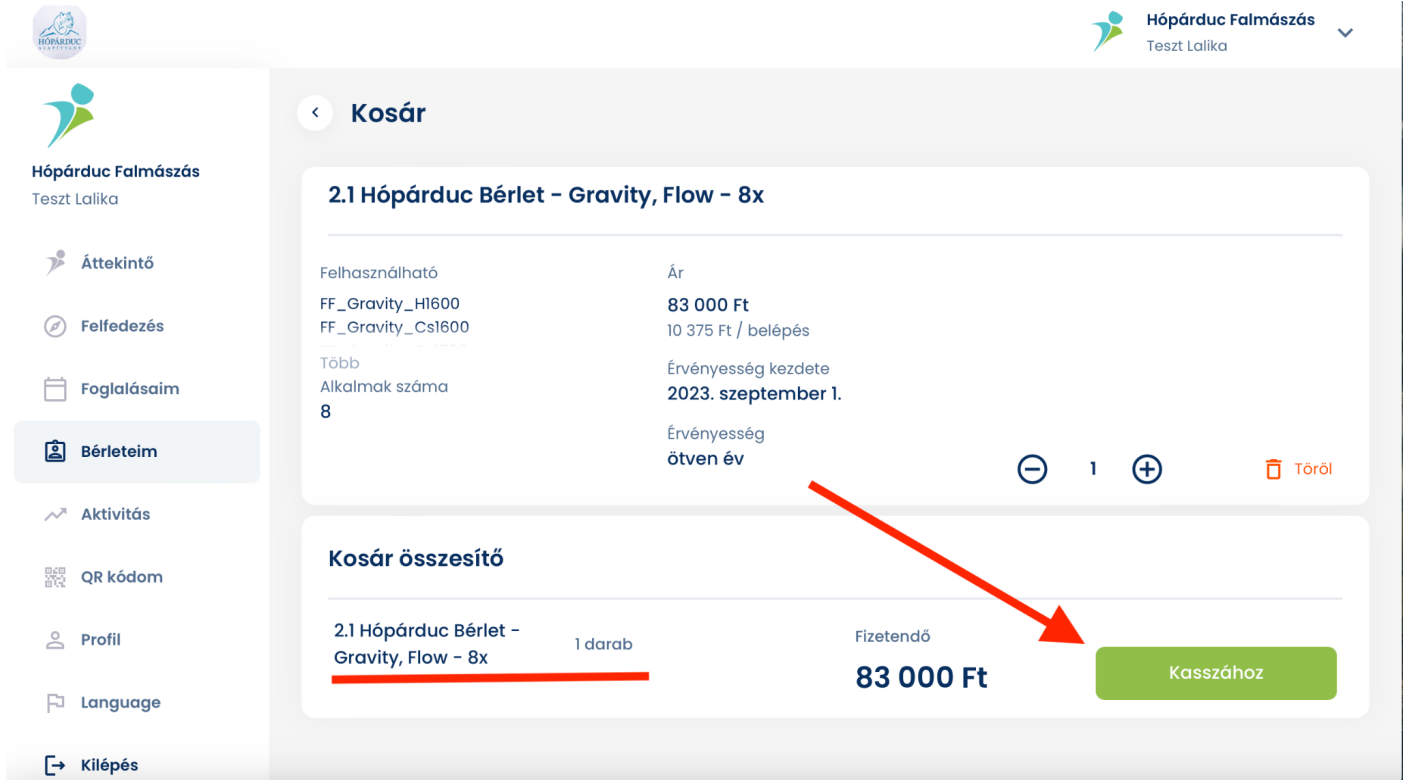 HÓPÁRDUC
ALAPÍTVÁNY
Hópárduc Falmászás
Teszt Lalika
Hópárduc Falmászás
Teszt Lalika
Áttekintő
Felfedezés
Foglalásaim
Bérleteim
Aktivitás
QR kódom
Profil
Language
Kilépés
Kosár
2.1 Hópárduc Bérlet - Gravity, Flow - 8x
Felhasználható
FF_Gravity_H1600
FF_Gravity_Cs1600
Több
Alkalmak száma
8
Ár
83 000 Ft
10 375 Ft / belépés
Érvényesség kezdete
2023. szeptember 1.
Érvényesség
ötven év
1
Töröl
Kosár összesítő
2.1 Hópárduc Bérlet -
Gravity, Flow - 8x
1 darab
Fizetendő
83 000 Ft
Kasszához